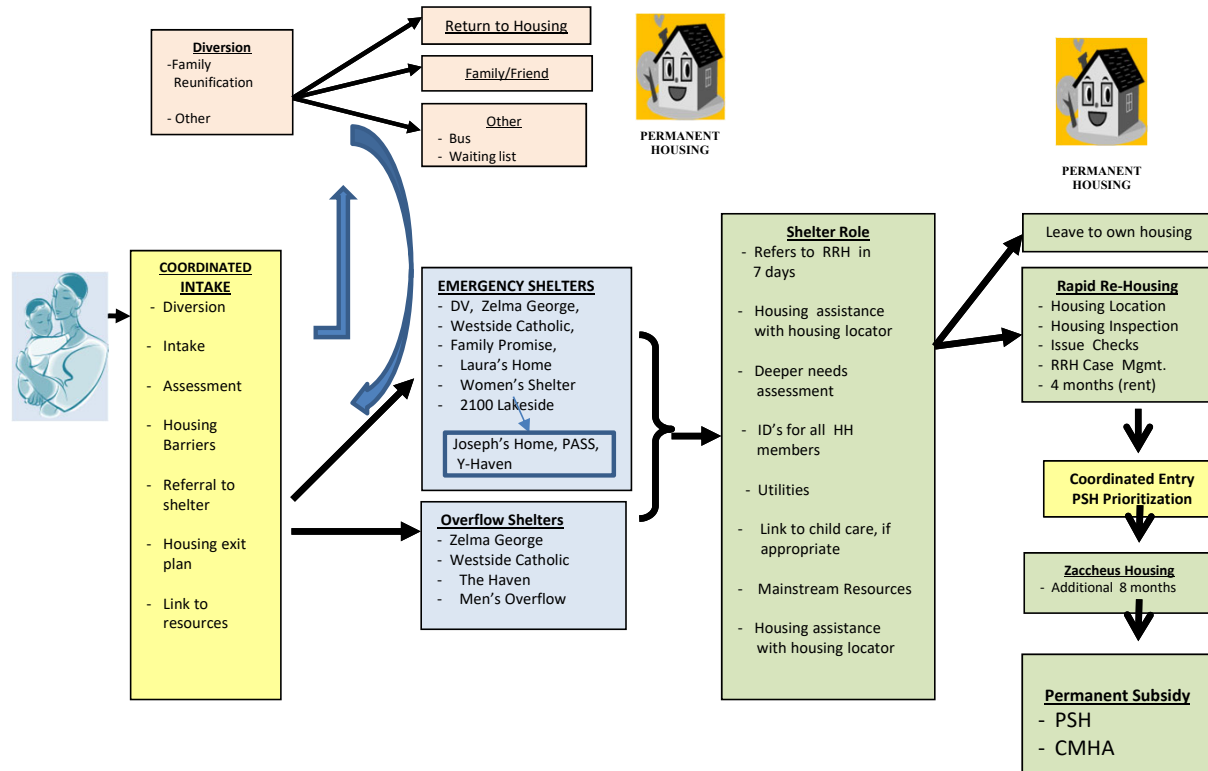 Diversion
-Family
Reunification
- Other
Return to Housing
Family/Friend
Other
- Bus
- Waiting list
PERMANENT
HOUSING
PERMANENT
HOUSING
COORDINATED
INTAKE
- Diversion
- Intake
- Assessment
- Housing
Barriers
- Referral to
shelter
- Housing exit
plan
- Link to
resources
EMERGENCY SHELTERS
- DV, Zelma George,
- Westside Catholic,
- Family Promise,
- Laura's Home
- Women's Shelter
- 2100 Lakeside
Joseph's Home, PASS,
Y-Haven
Overflow Shelters
- Zelma George
- Westside Catholic
- The Haven
- Men's Overflow
Shelter Role
- Refers to RRH in
7 days
- Housing assistance
with housing locator
- Deeper needs
assessment
- ID's for all HH
members
- Utilities
- Link to child care, if
appropriate
- Mainstream Resources
- Housing assistance
with housing locator
Leave to own housing
Rapid Re-Housing
- Housing Location
- Housing Inspection
- Issue Checks
- RRH Case Mgmt.
- 4 months (rent)
Coordinated Entry
PSH Prioritization
Zaccheus Housing
- Additional 8 months
Permanent Subsidy
- PSH
- CMHA